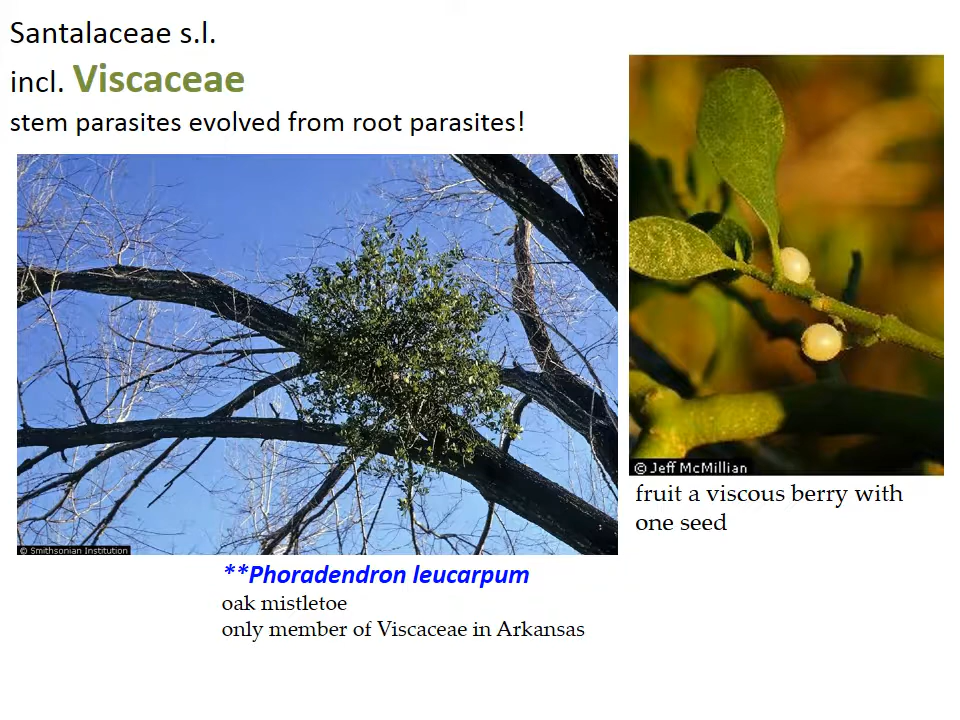 Santalaceae s.l.
incl. Viscaceae
stem parasites evolved from root parasites!
© Smithsonian Institution
© Jeff McMillian
fruit a viscous berry with
one seed
**Phoradendron leucarpum
oak mistletoe
only member of Viscaceae in Arkansas